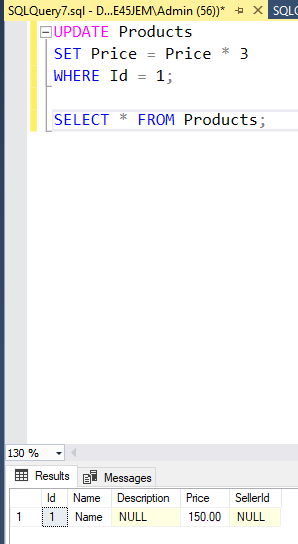 SQLQuery7.sql - D...E45JEM\Admin (56))* SQLQ
UPDATE Products
SET Price = Price * 3
WHERE Id = 1;
SELECT * FROM Products;
130 %
Results Messages
Id Name Description Price SellerId
1 1 Name NULL 150.00 NULL